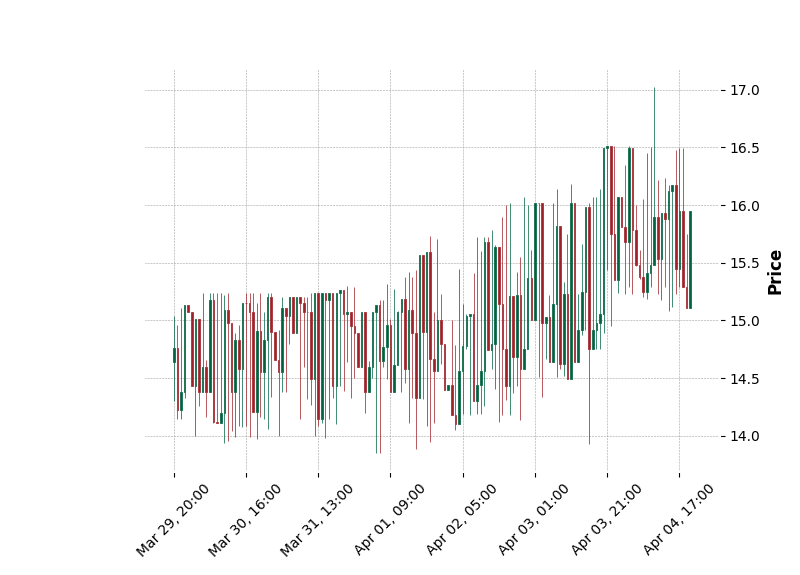 17.0
16.5
16.0
15.5
15.0
14.5
14.0
Price
Mar 29, 20:00
Mar 30, 16:00
Mar 31, 13:00
Apr 01, 09:00
Apr 02, 05:00
Apr 03, 01:00
Apr 03, 21:00
Apr 04, 17:00